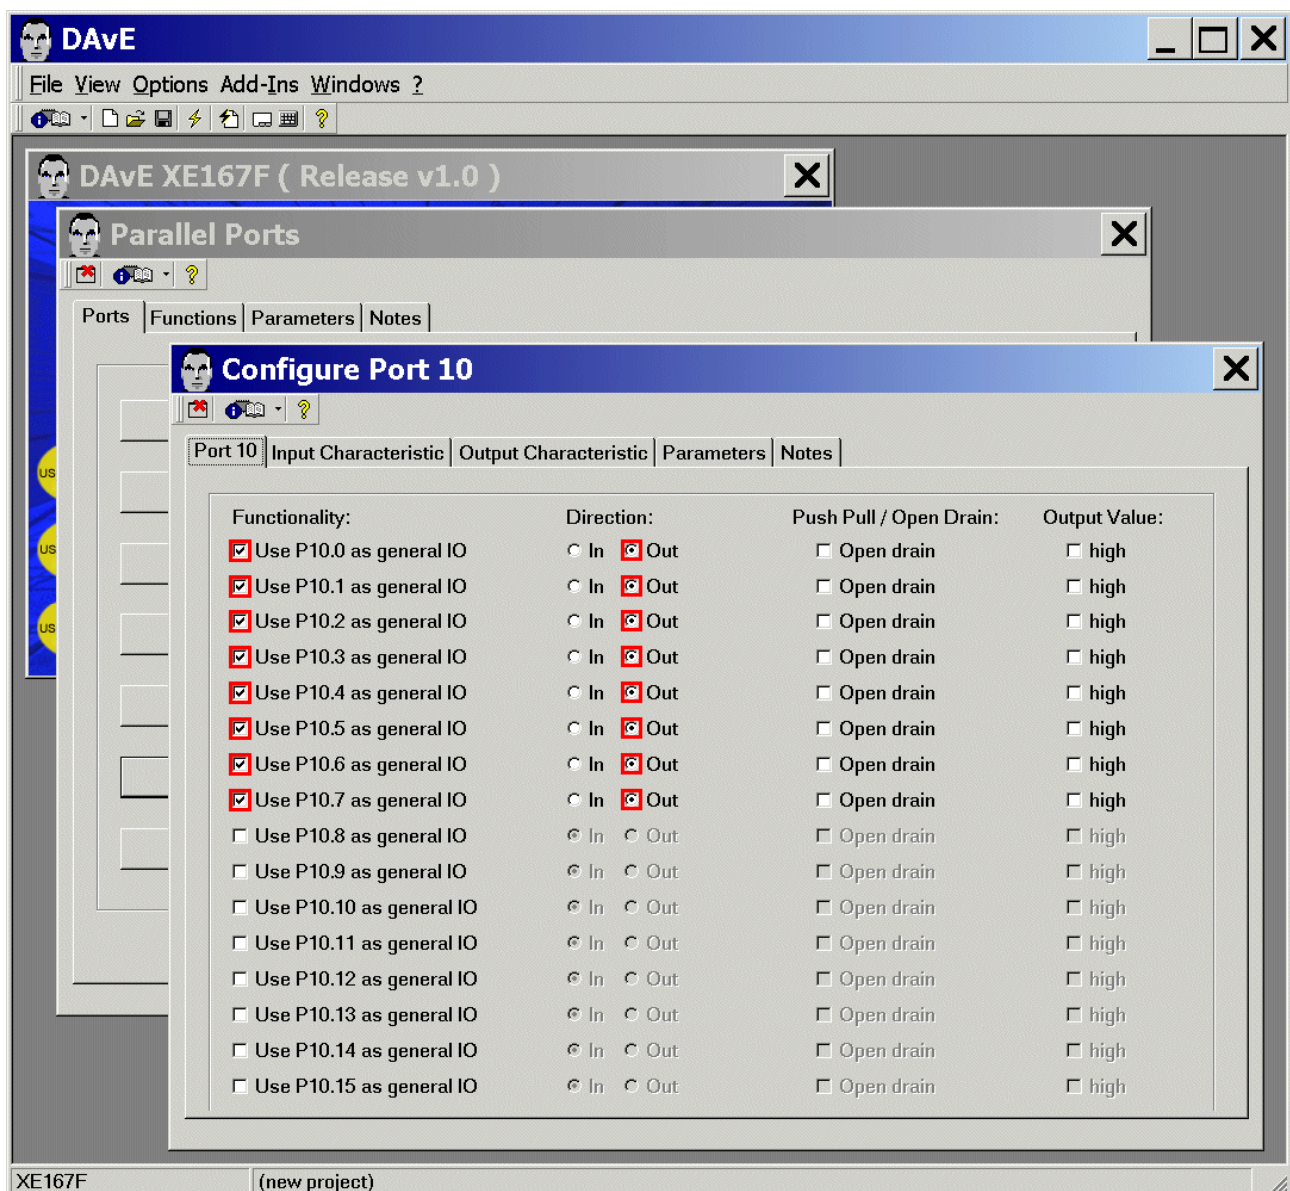 DAvE
File View Options Add-Ins Windows ?
DAvE XE167F ( Release v1.0 )
Parallel Ports
Ports Functions Parameters Notes
Configure Port 10
Port 10 Input Characteristic Output Characteristic Parameters Notes
US
US
US
Functionality: Direction: Push Pull / Open Drain: Output Value:
Use P10.0 as general IO In Out Open drain high
Use P10.1 as general IO In Out Open drain high
Use P10.2 as general IO In Out Open drain high
Use P10.3 as general IO In Out Open drain high
Use P10.4 as general IO In Out Open drain high
Use P10.5 as general IO In Out Open drain high
Use P10.6 as general IO In Out Open drain high
Use P10.7 as general IO In Out Open drain high
Use P10.8 as general IO In Out Open drain high
Use P10.9 as general IO In Out Open drain high
Use P10.10 as general IO In Out Open drain high
Use P10.11 as general IO In Out Open drain high
Use P10.12 as general IO In Out Open drain high
Use P10.13 as general IO In Out Open drain high
Use P10.14 as general IO In Out Open drain high
Use P10.15 as general IO In Out Open drain high
XE167F (new project)